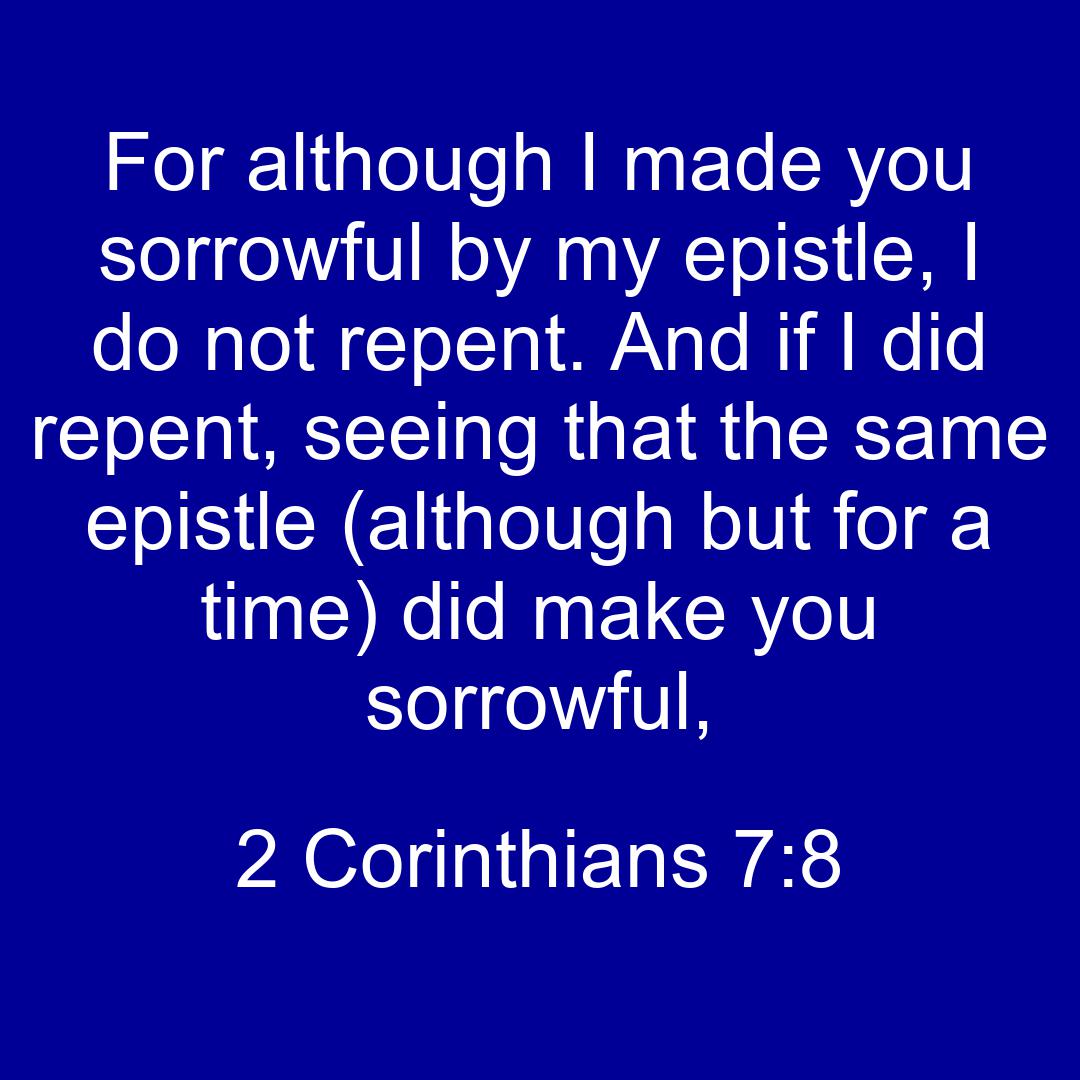 For although I made you
sorrowful by my epistle, I
do not repent. And if I did
repent, seeing that the same
epistle (although but for a
time) did make you
sorrowful,
2 Corinthians 7:8